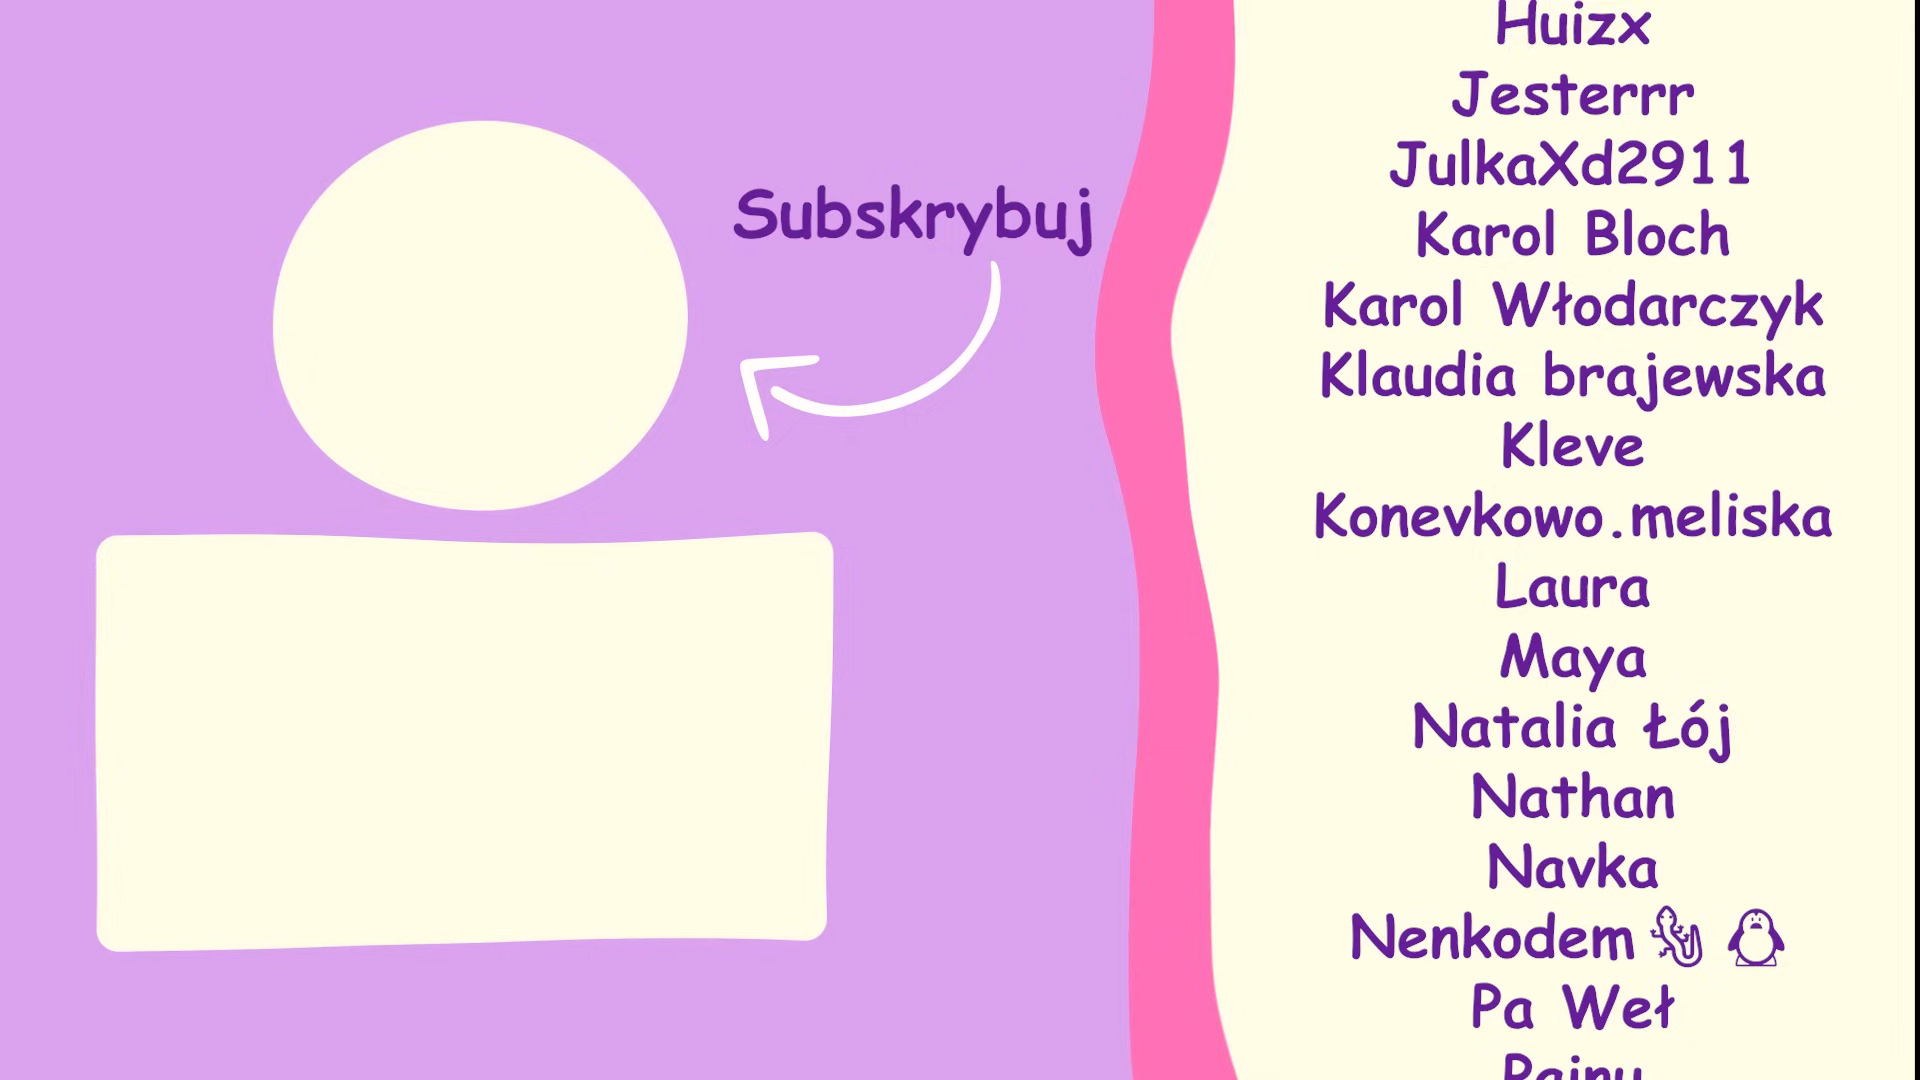 Subskrybuj
Huizx
Jesterrr
JulkaXd2911
Karol Bloch
Karol Włodarczyk
Klaudia brajewska
Kleve
Konevkowo.meliska
Laura
Maya
Natalia Łój
Nathan
Navka
Nenkodem🦎🐧
Pa Weł